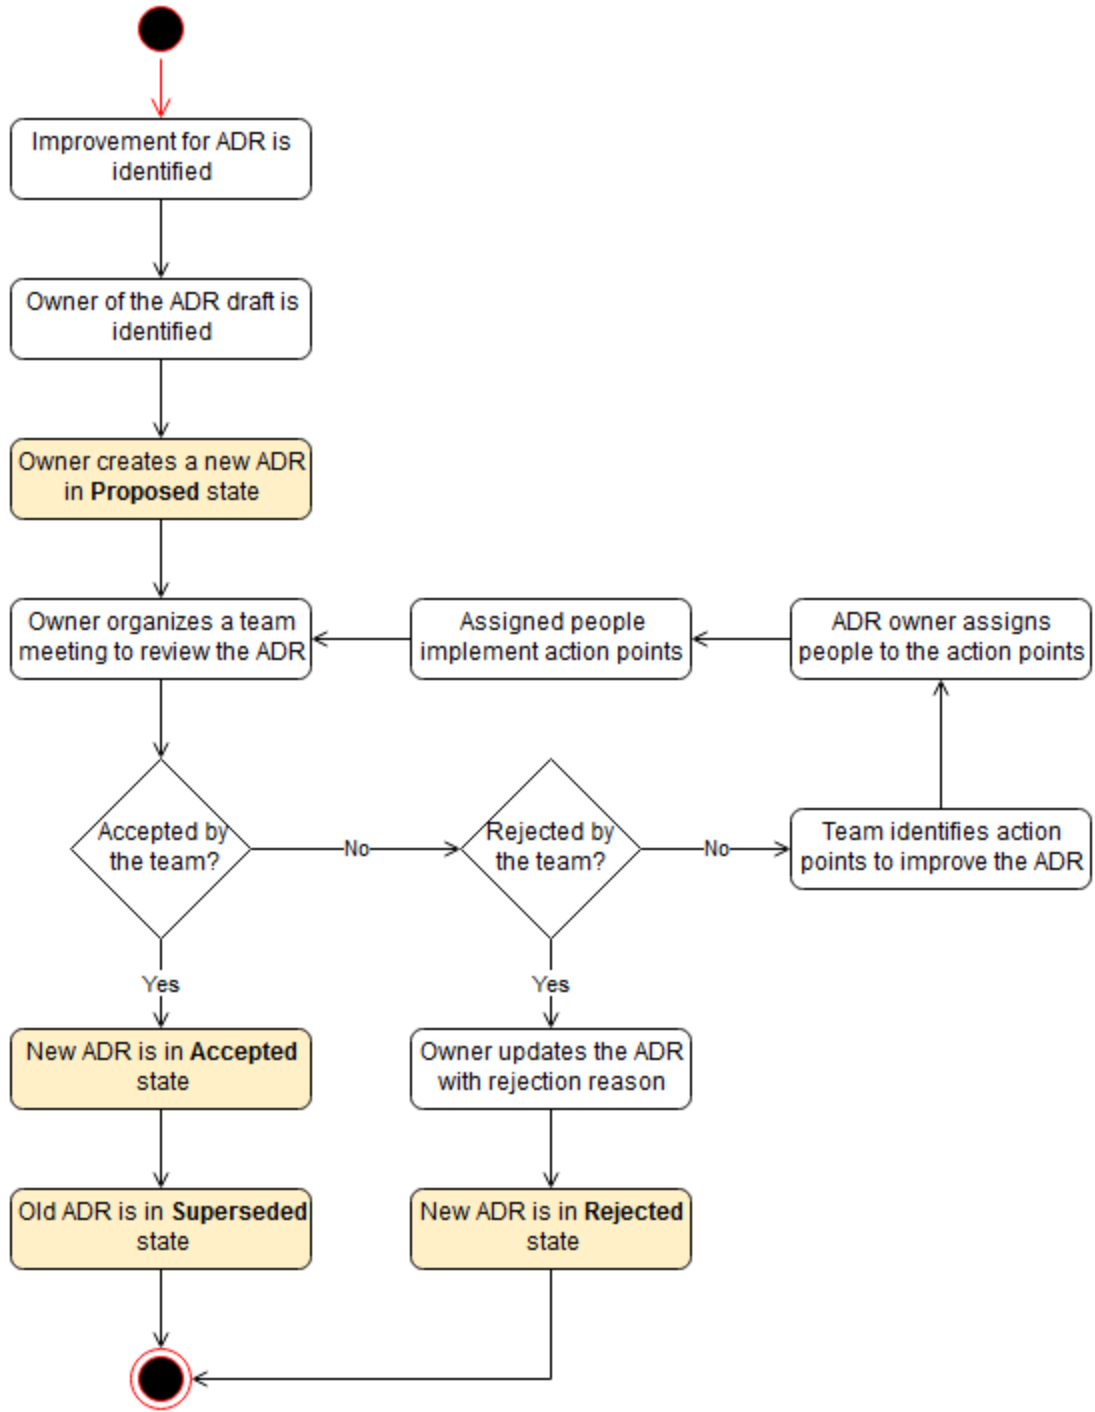 Improvement for ADR is
identified
Owner of the ADR draft is
identified
Owner creates a new ADR
in Proposed state
Owner organizes a team
meeting to review the ADR
Assigned people
implement action points
ADR owner assigns
people to the action points
Accepted by
the team?
No
Rejected by
the team?
No
Team identifies action
points to improve the ADR
Yes
Yes
New ADR is in Accepted
state
Owner updates the ADR
with rejection reason
Old ADR is in Superseded
state
New ADR is in Rejected
state